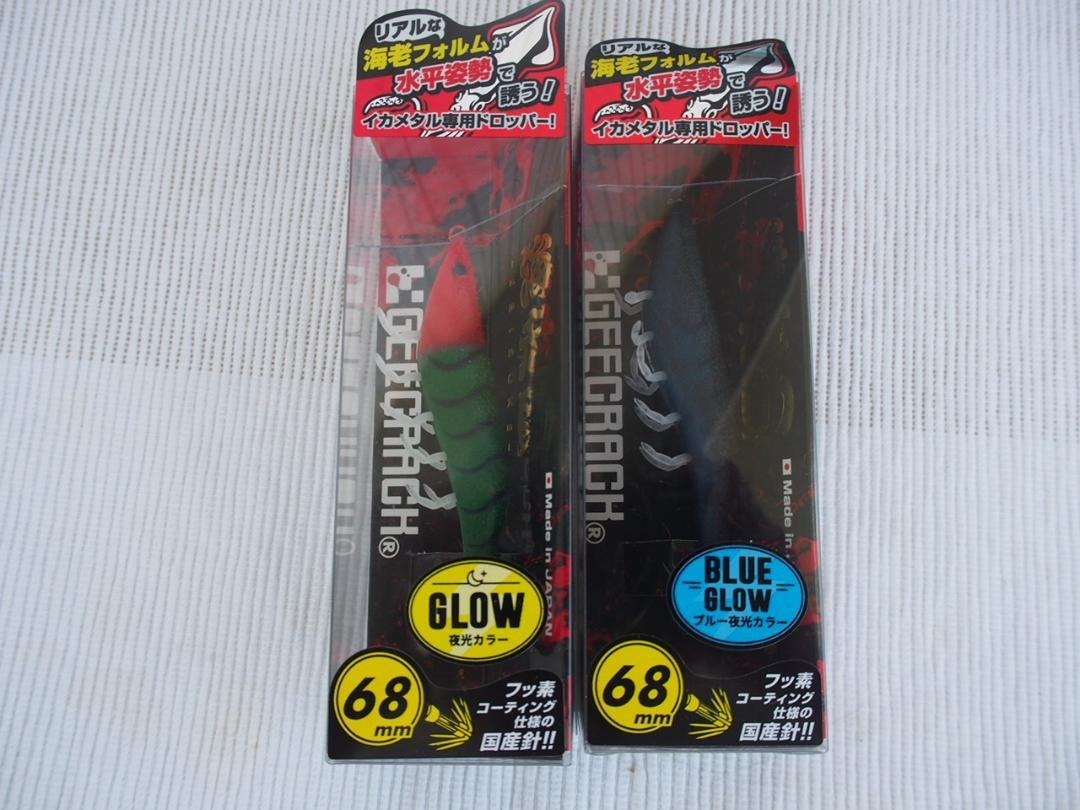 リアルな
海老フォルムが
水平姿勢で
誘う!
イカメタル専用ドロッパー!
GEECRACK®
Made in JAPAN
GLOW
夜光カラー
68
mm
フッ素
コーティング
仕様の
国産針!!
リアルな
海老フォルムが
水平姿勢で
誘う!
イカメタル専用ドロッパー!
GEECRACK®
Made in
BLUE
GLOW
ブルー夜光カラー
68
mm
フッ素
コーティング
仕様の
国産針!!